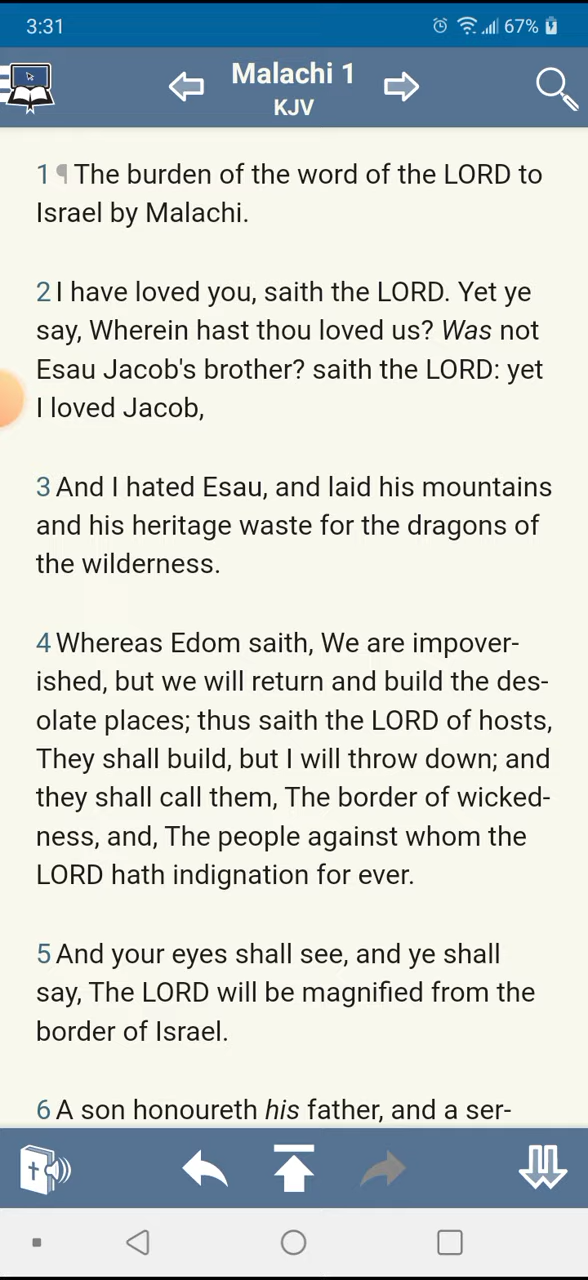 3:31
67%
Malachi 1
KJV
1 ¶ The burden of the word of the LORD to
Israel by Malachi.
2 I have loved you, saith the LORD. Yet ye
say, Wherein hast thou loved us? Was not
Esau Jacob's brother? saith the LORD: yet
I loved Jacob,
3 And I hated Esau, and laid his mountains
and his heritage waste for the dragons of
the wilderness.
4 Whereas Edom saith, We are impover-
ished, but we will return and build the des-
olate places; thus saith the LORD of hosts,
They shall build, but I will throw down; and
they shall call them, The border of wicked-
ness, and, The people against whom the
LORD hath indignation for ever.
5 And your eyes shall see, and ye shall
say, The LORD will be magnified from the
border of Israel.
6 A son honoureth his father, and a ser-